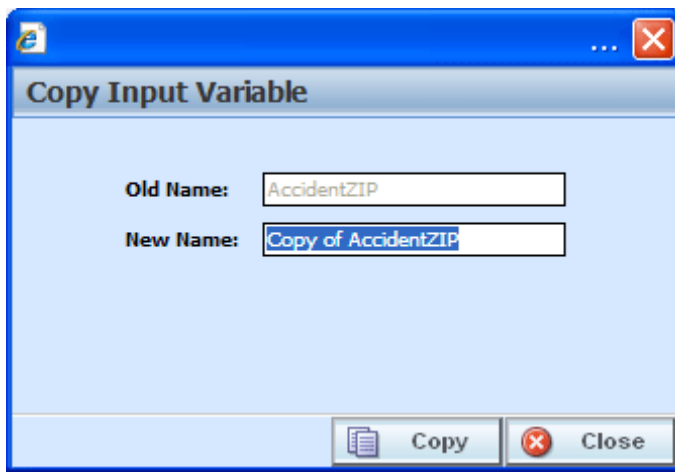 ...
Copy Input Variable
Old Name: AccidentZIP
New Name: Copy of AccidentZIP
Copy Close